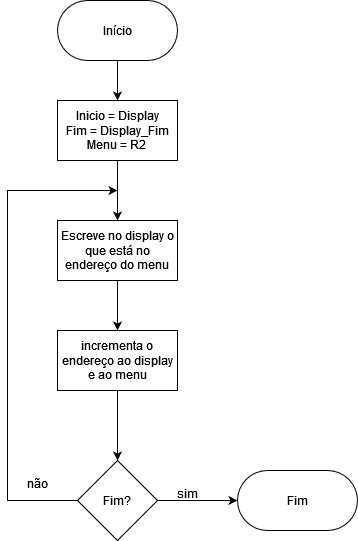 Início
Inicio = Display
Fim = Display_Fim
Menu = R2
Escreve no display o
que está no
endereço do menu
incrementa o
endereço ao display
e ao menu
não
Fim?
sim
Fim